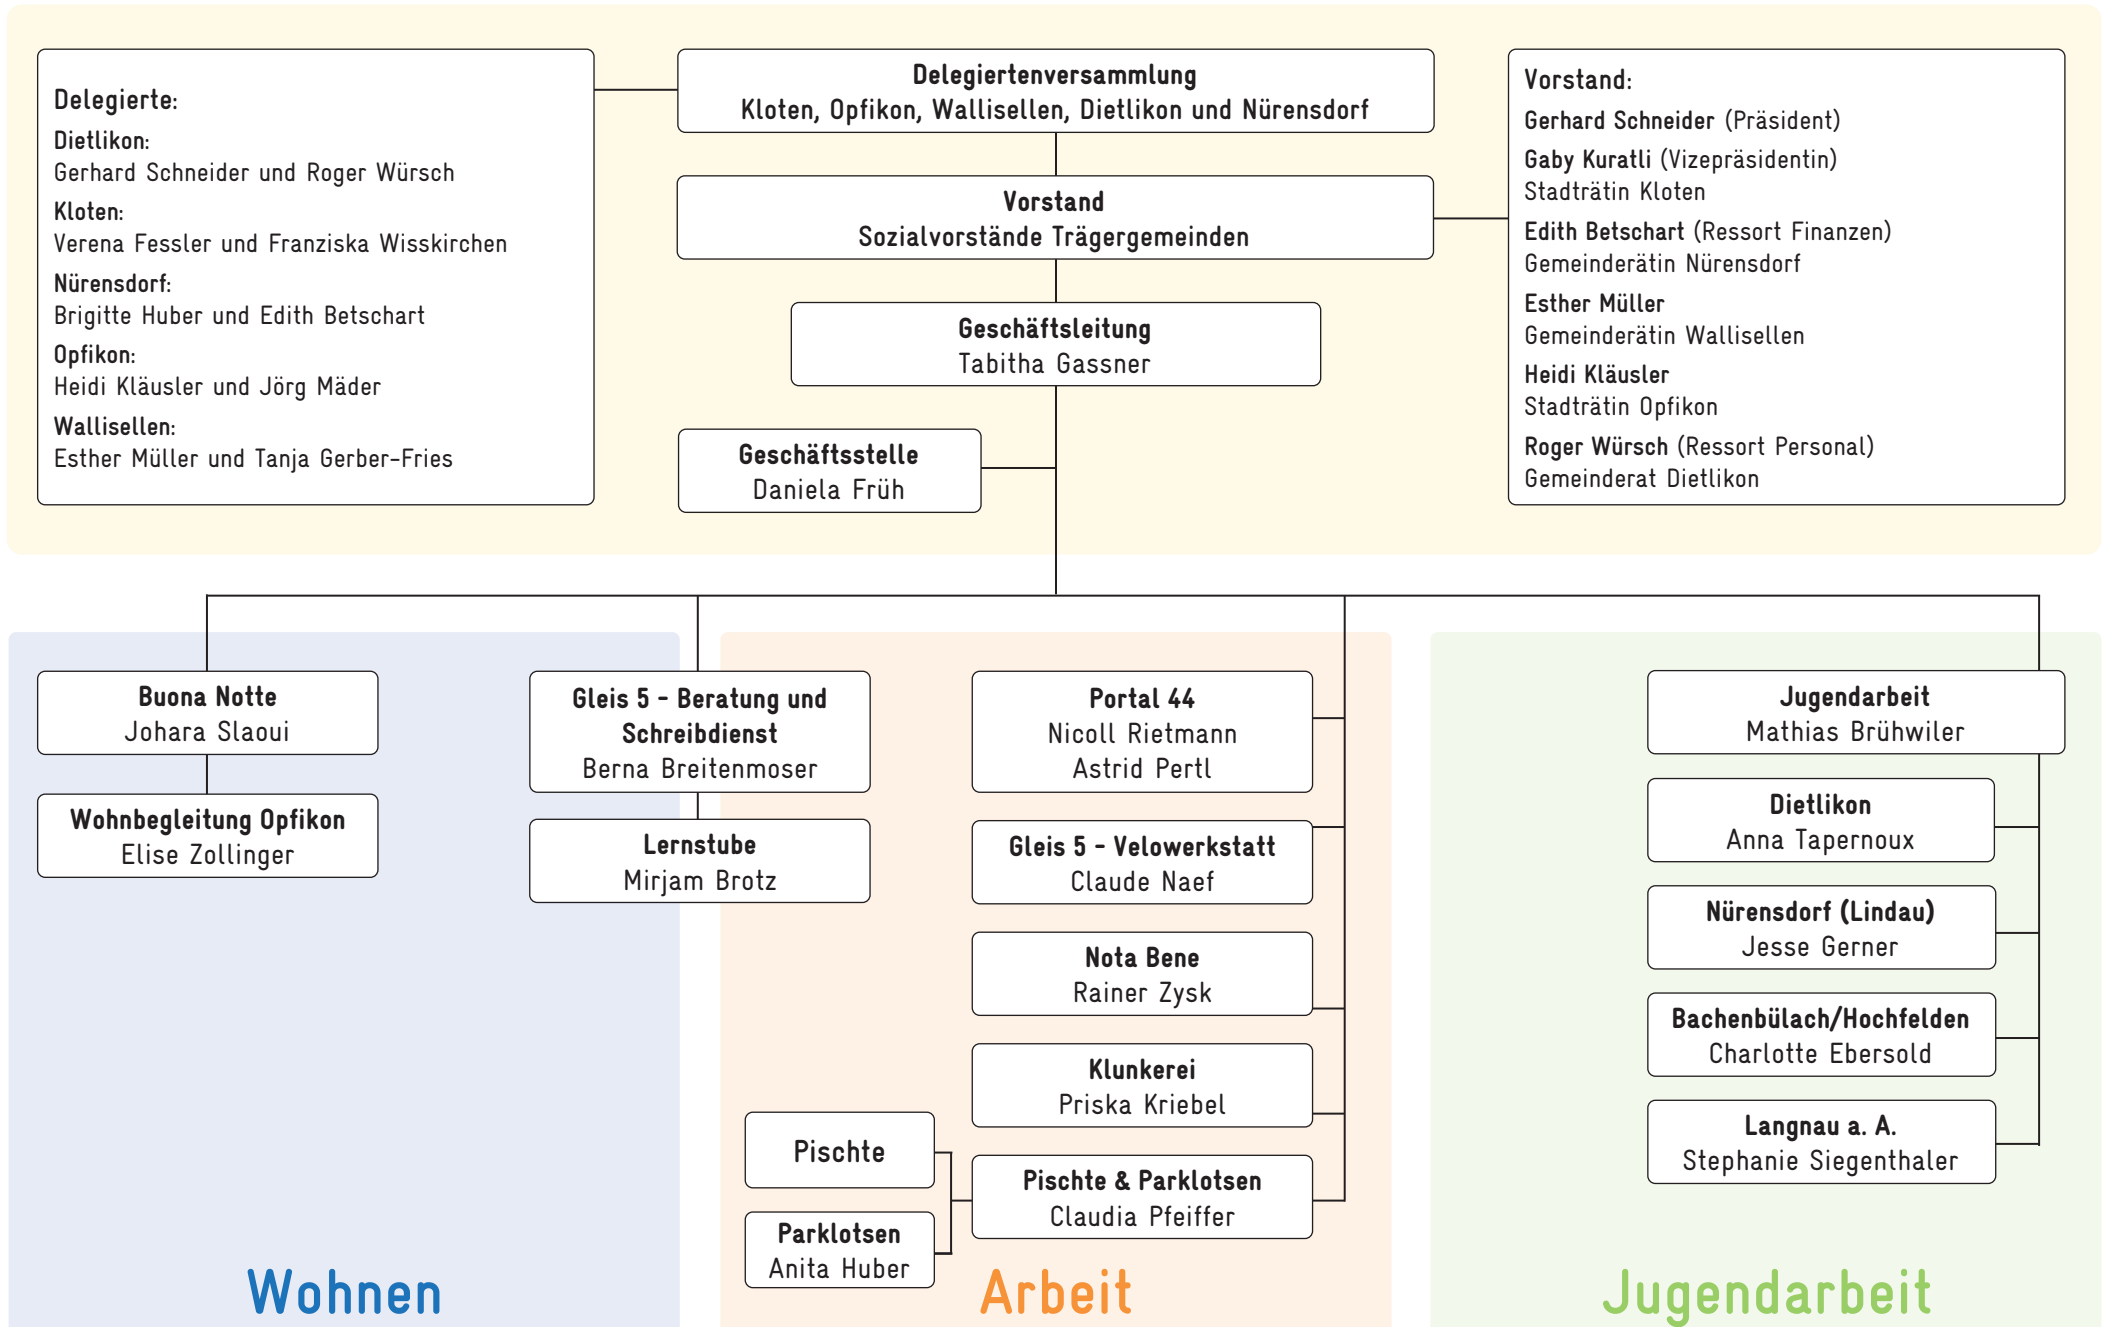 Delegierte:
Dietlikon:
Gerhard Schneider und Roger Würsch
Kloten:
Verena Fessler und Franziska Wisskirchen
Nürensdorf:
Brigitte Huber und Edith Betschart
Opfikon:
Heidi Kläusler und Jörg Mäder
Wallisellen:
Esther Müller und Tanja Gerber-Fries
Delegiertenversammlung
Kloten, Opfikon, Wallisellen, Dietlikon und Nürensdorf
Vorstand
Sozialvorstände Trägergemeinden
Geschäftsleitung
Tabitha Gassner
Geschäftsstelle
Daniela Früh
Vorstand:
Gerhard Schneider (Präsident)
Gaby Kuratli (Vizepräsidentin)
Stadträtin Kloten
Edith Betschart (Ressort Finanzen)
Gemeinderätin Nürensdorf
Esther Müller
Gemeinderätin Wallisellen
Heidi Kläusler
Stadträtin Opfikon
Roger Würsch (Ressort Personal)
Gemeinderat Dietlikon
Buona Notte
Johara Slaoui
Wohnbegleitung Opfikon
Elise Zollinger
Gleis 5 - Beratung und
Schreibdienst
Berna Breitenmoser
Lernstube
Mirjam Brotz
Portal 44
Nicoll Rietmann
Astrid Pertl
Gleis 5 - Velowerkstatt
Claude Naef
Nota Bene
Rainer Zysk
Klunkerei
Priska Kriebel
Pischte & Parklotsen
Claudia Pfeiffer
Pischte
Parklotsen
Anita Huber
Jugendarbeit
Mathias Brühwiler
Dietlikon
Anna Tapernoux
Nürensdorf (Lindau)
Jesse Gerner
Bachenbülach/Hochfelden
Charlotte Ebersold
Langnau a. A.
Stephanie Siegenthaler
Wohnen
Arbeit
Jugendarbeit